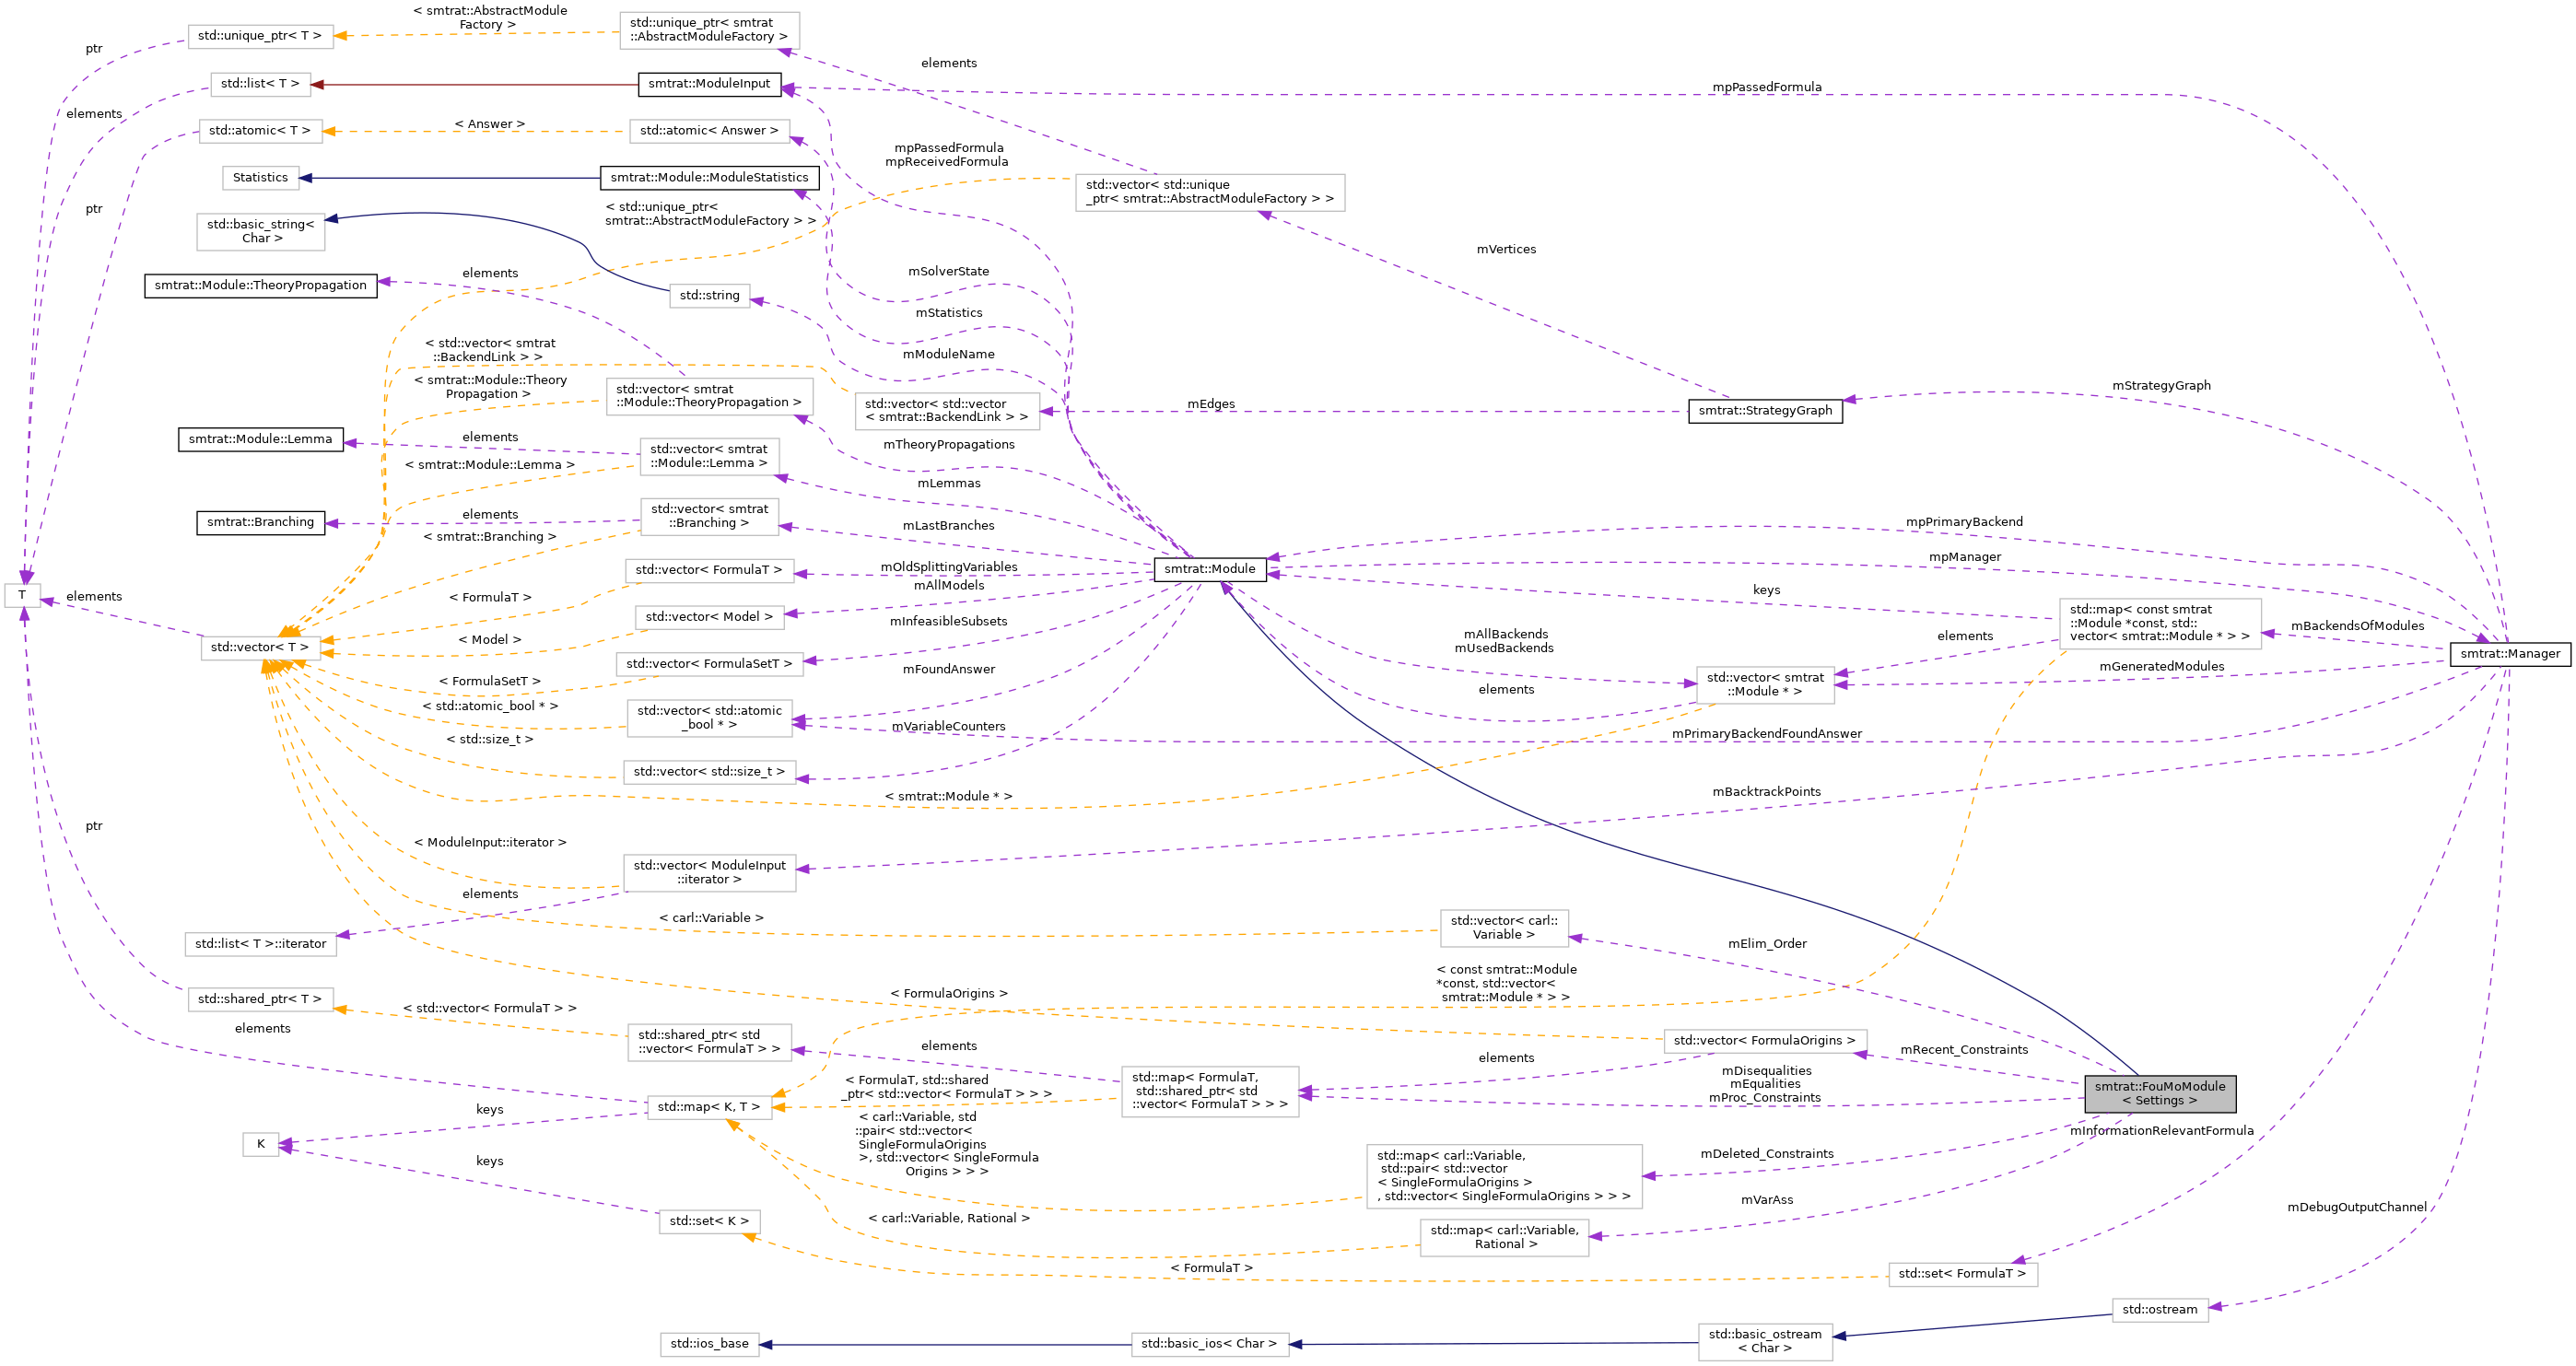 < smtrat::AbstractModule
Factory >
std::unique_ptr< T >
std::unique_ptr< smtrat
::AbstractModuleFactory >
ptr
elements
std::list< T >
smtrat::ModuleInput
mpPassedFormula
elements
std::atomic< T >
< Answer >
std::atomic< Answer >
mpPassedFormula
mpReceivedFormula
Statistics
smtrat::Module::ModuleStatistics
std::vector< std::unique
_ptr< smtrat::AbstractModuleFactory > >
ptr
< std::unique_ptr<
smtrat::AbstractModuleFactory > >
std::basic_string<
Char >
mVertices
elements
mSolverState
smtrat::Module::TheoryPropagation
std::string
mStatistics
< std::vector< smtrat
::BackendLink > >
mModuleName
< smtrat::Module::Theory
Propagation >
std::vector< smtrat
::Module::TheoryPropagation >
std::vector< std::vector
< smtrat::BackendLink > >
mEdges
smtrat::StrategyGraph
mStrategyGraph
smtrat::Module::Lemma
elements
std::vector< smtrat
::Module::Lemma >
mTheoryPropagations
< smtrat::Module::Lemma >
mLemmas
smtrat::Branching
elements
std::vector< smtrat
::Branching >
mLastBranches
mpPrimaryBackend
< smtrat::Branching >
std::vector< FormulaT >
mOldSplittingVariables
smtrat::Module
mpManager
T
elements
< FormulaT >
mAllModels
keys
std::vector< Model >
mInfeasibleSubsets
std::map< const smtrat
::Module *const, std::
vector< smtrat::Module * > >
mBackendsOfModules
std::vector< T >
< Model >
mAllBackends
mUsedBackends
elements
smtrat::Manager
std::vector< FormulaSetT >
mFoundAnswer
mGeneratedModules
< FormulaSetT >
std::vector< smtrat
::Module * >
elements
< std::atomic_bool * >
std::vector< std::atomic
_bool * >
mVariableCounters
mPrimaryBackendFoundAnswer
< std::size_t >
std::vector< std::size_t >
< smtrat::Module * >
mBacktrackPoints
ptr
< ModuleInput::iterator >
std::vector< ModuleInput
::iterator >
elements
< carl::Variable >
std::vector< carl::
Variable >
std::list< T >::iterator
mElim_Order
< const smtrat::Module
*const, std::vector<
smtrat::Module * > >
std::shared_ptr< T >
< std::vector< FormulaT > >
< FormulaOrigins >
elements
std::shared_ptr< std
::vector< FormulaT > >
elements
std::vector< FormulaOrigins >
mRecent_Constraints
elements
std::map< FormulaT,
std::shared_ptr< std
::vector< FormulaT > > >
mDisequalities
mEqualities
mProc_Constraints
smtrat::FouMoModule
< Settings >
< FormulaT, std::shared
_ptr< std::vector< FormulaT > > >
std::map< K, T >
keys
< carl::Variable, std
::pair< std::vector<
SingleFormulaOrigins
>, std::vector< SingleFormula
Origins > > >
K
mInformationRelevantFormula
mDeleted_Constraints
keys
std::map< carl::Variable,
std::pair< std::vector
< SingleFormulaOrigins >
, std::vector< SingleFormulaOrigins > > >
mVarAss
mDebugOutputChannel
std::set< K >
< carl::Variable, Rational >
std::map< carl::Variable,
Rational >
< FormulaT >
std::set< FormulaT >
std::ostream
std::ios_base
std::basic_ios< Char >
std::basic_ostream
< Char >